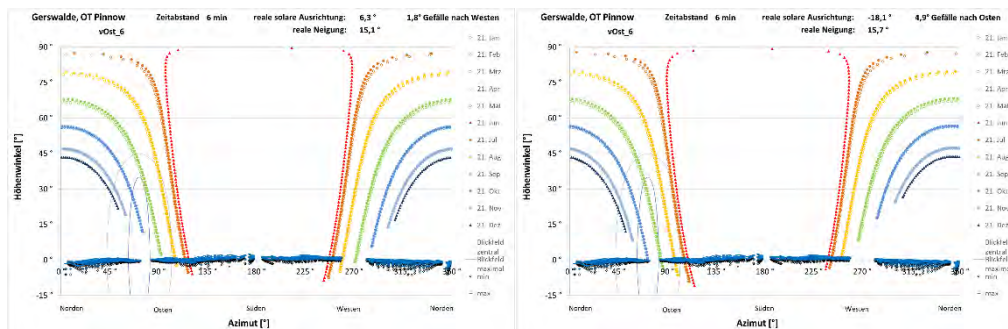 Gerswalde, OT Pinnow
Zeitabstand 6 min
reale solare Ausrichtung: 6,3 °
1,8° Gefälle nach Westen
vOst_6
reale Neigung: 15,1 °
90 °
75 °
60 °
45 °
30 °
15 °
0 °
-15 °
Höhenwinkel [°]
0 °
45 °
90 °
135 °
180 °
225 °
270 °
315 °
360 °
Norden
Osten
Süden
Westen
Norden
Azimut [°]
21. Jan
21. Feb
21. Mrz
21. Apr
21. Mai
21. Jun
21. Jul
21. Aug
21. Sep
21. Okt
21. Nov
21. Dez
Blickfeld
zentral
Blickfeld
maximal
min
max
Gerswalde, OT Pinnow
Zeitabstand 6 min
reale solare Ausrichtung: -18,1 °
4,9° Gefälle nach Osten
vOst_6
reale Neigung: 15,7 °
90 °
75 °
60 °
45 °
30 °
15 °
0 °
-15 °
Höhenwinkel [°]
0 °
45 °
90 °
135 °
180 °
225 °
270 °
315 °
360 °
Norden
Osten
Süden
Westen
Norden
Azimut [°]
21. Jan
21. Feb
21. Mrz
21. Apr
21. Mai
21. Jun
21. Jul
21. Aug
21. Sep
21. Okt
21. Nov
21. Dez
Blickfeld
zentral
Blickfeld
maximal
min
max